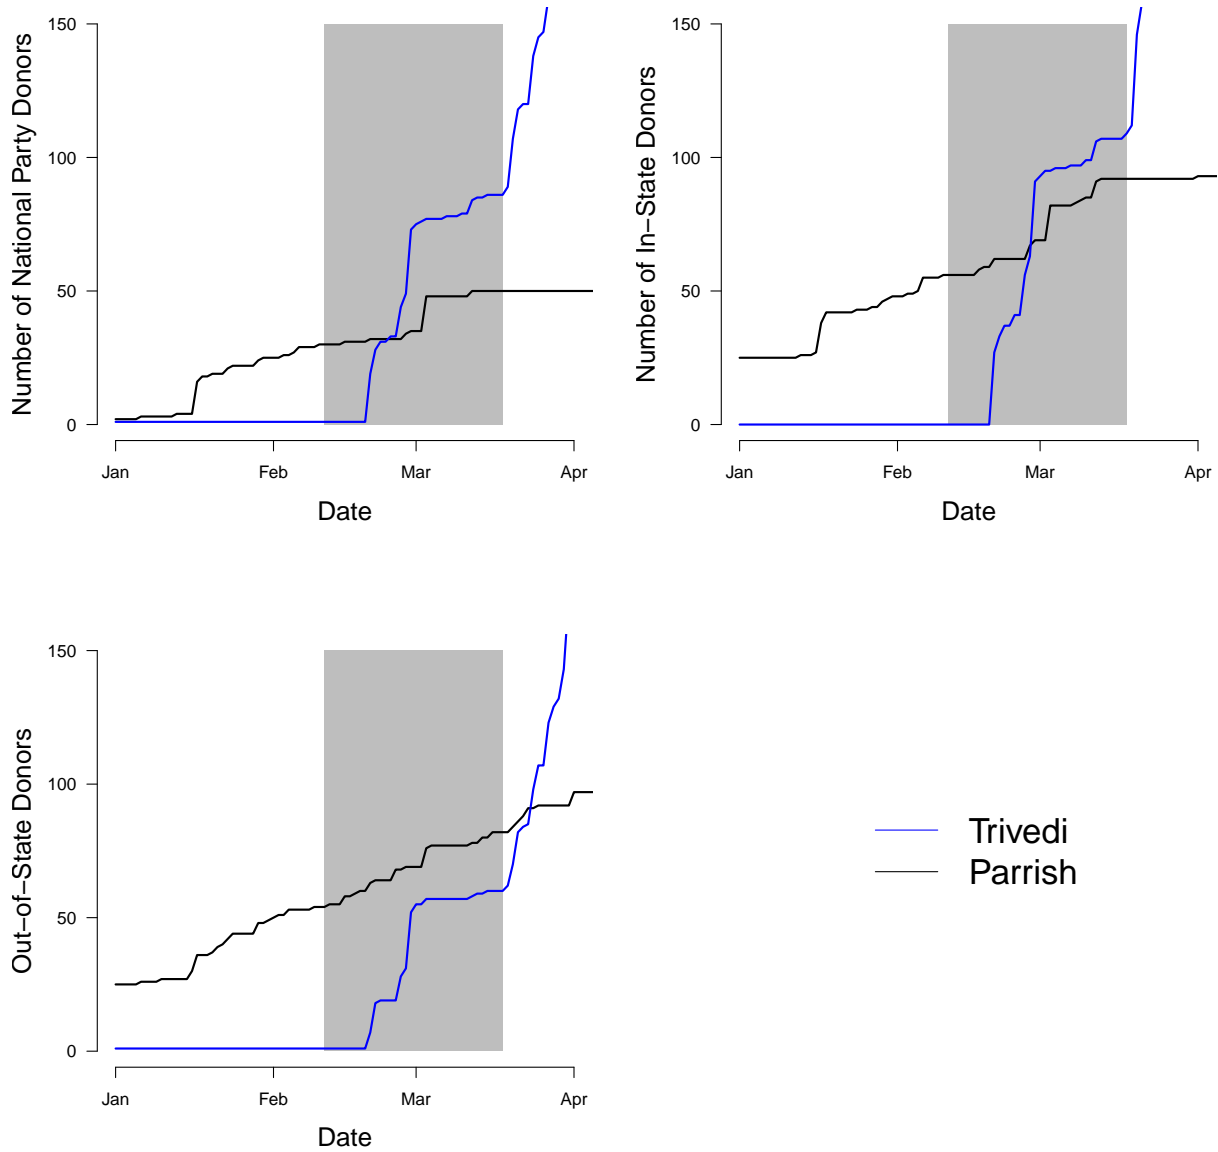 Number of National Party Donors
150
100
50
0
Jan Feb Mar Apr
Date
Number of In−State Donors
150
100
50
0
Jan Feb Mar Apr
Date
Out−of−State Donors
150
100
50
0
Jan Feb Mar Apr
Date
Trivedi
Parrish